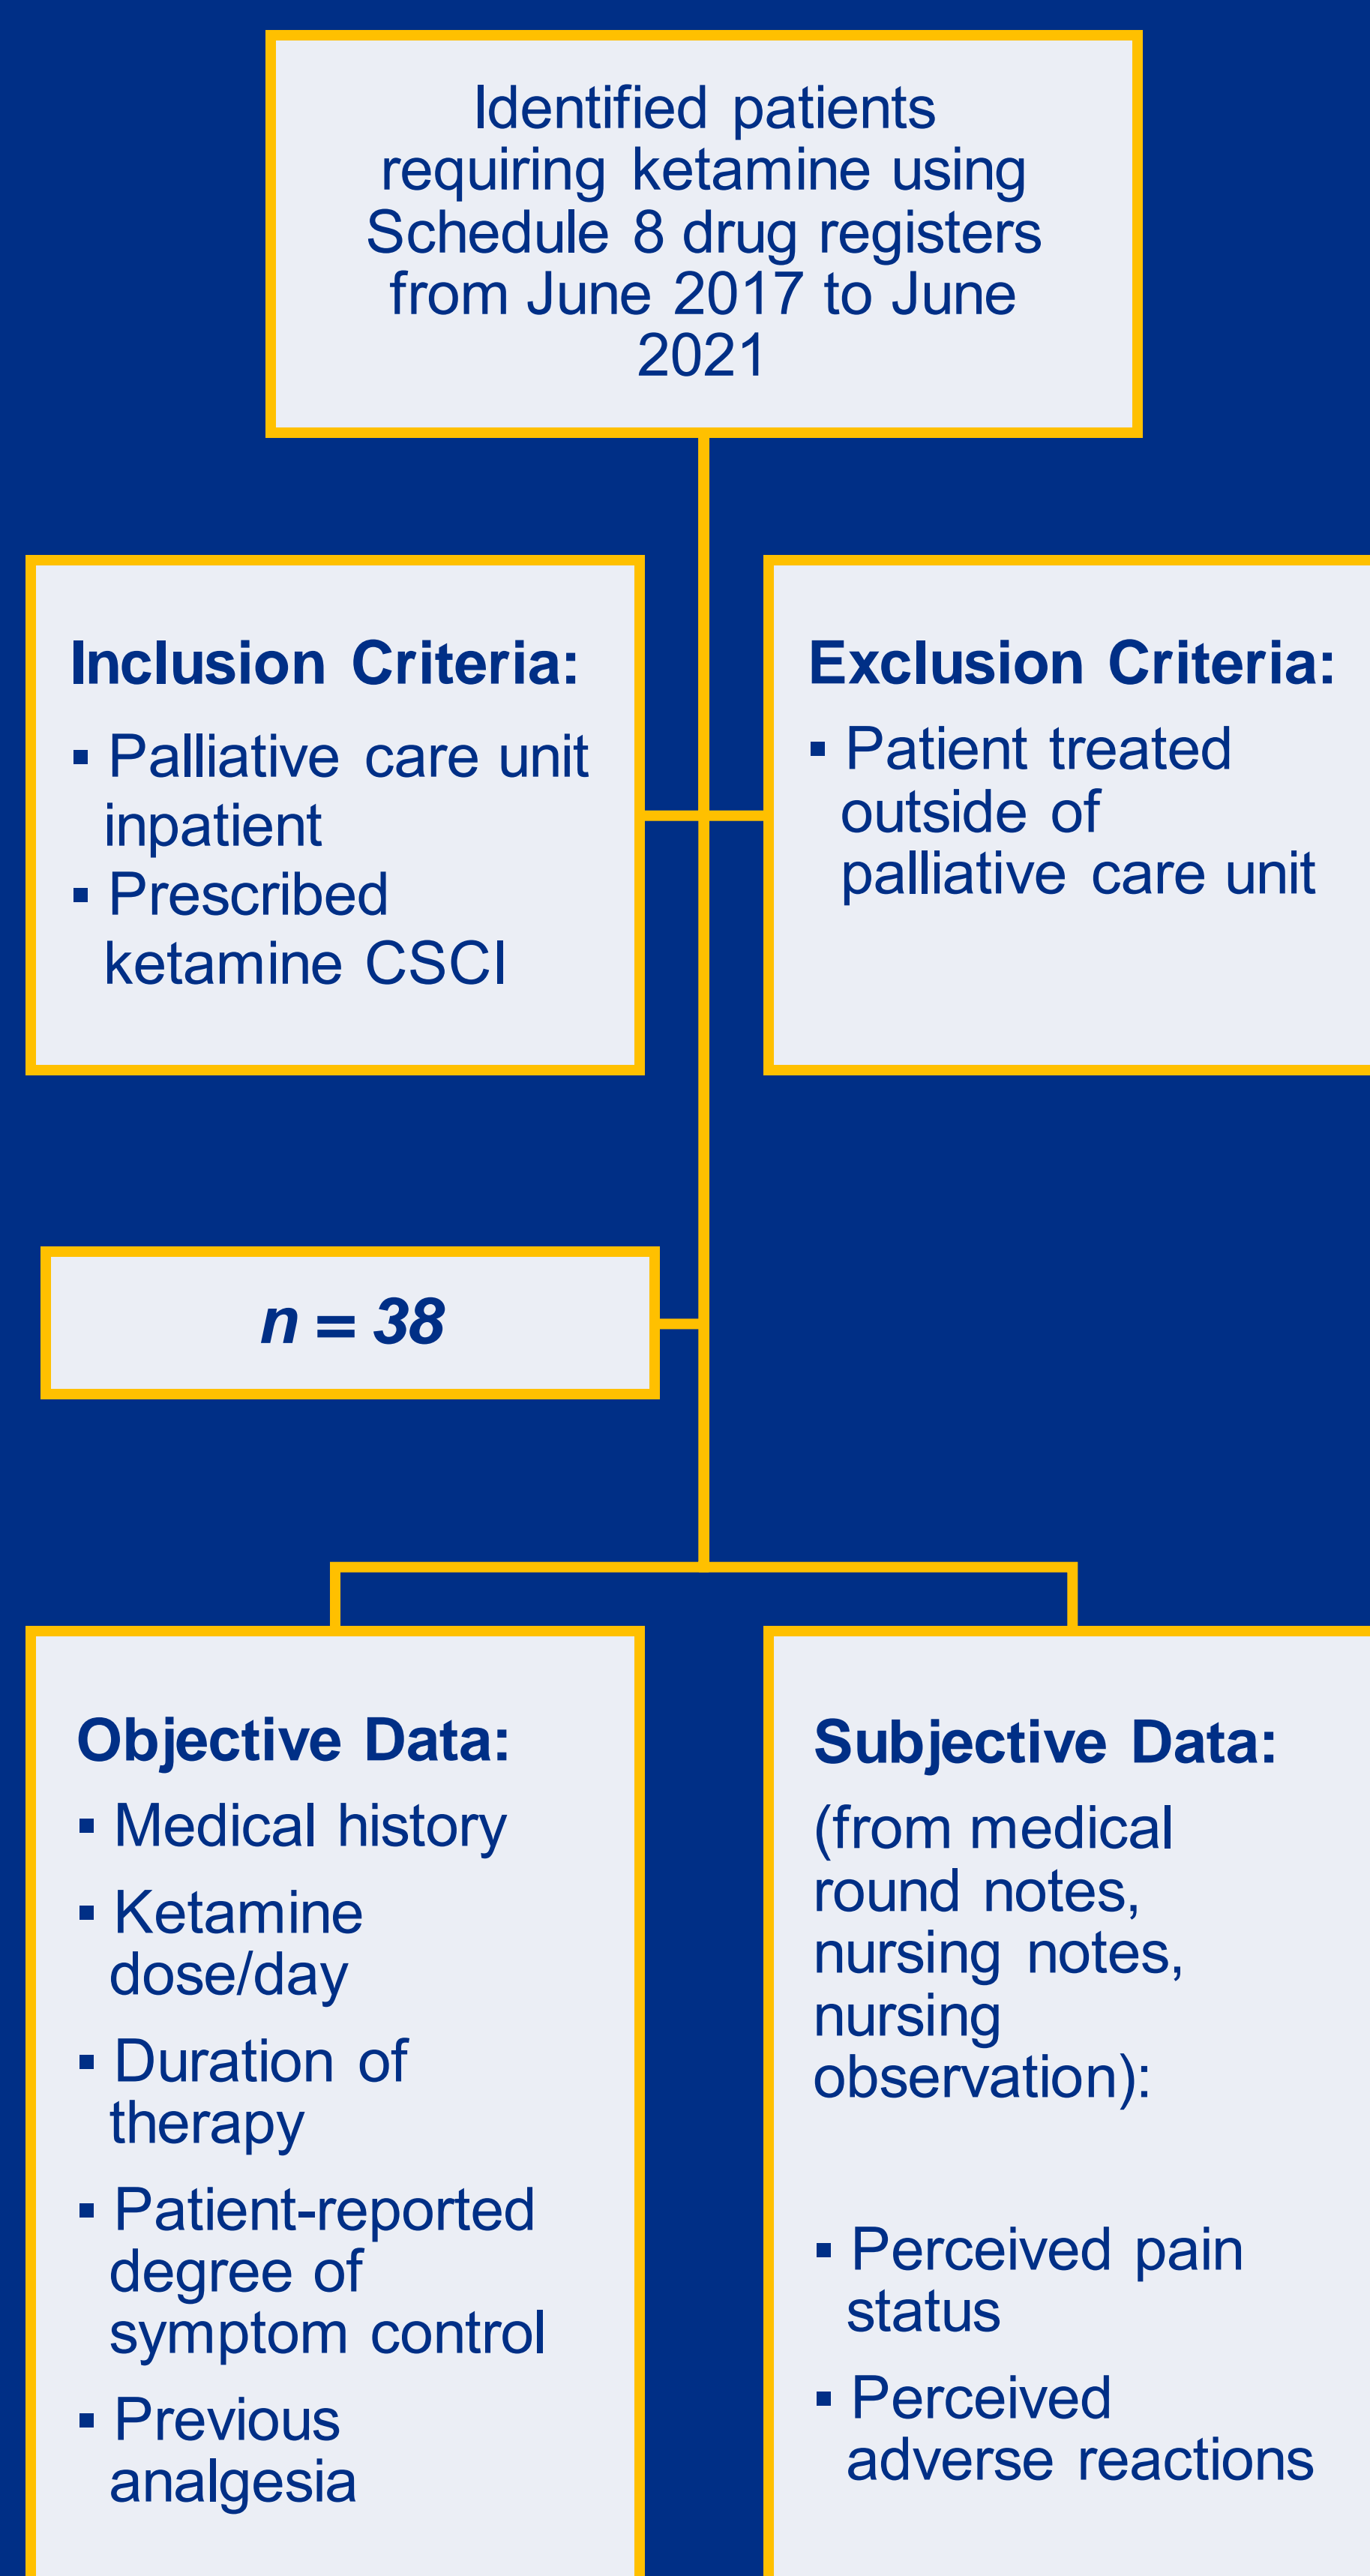 Identified patients
requiring ketamine using
Schedule 8 drug registers
from June 2017 to June
2021
Inclusion Criteria:
▪ Palliative care unit
inpatient
▪ Prescribed
ketamine CSCI
Exclusion Criteria:
▪ Patient treated
outside of
palliative care unit
n = 38
Objective Data:
▪ Medical history
▪ Ketamine
dose/day
▪ Duration of
therapy
▪ Patient-reported
degree of
symptom control
▪ Previous
analgesia
Subjective Data:
(from medical
round notes,
nursing notes,
nursing
observation):
▪ Perceived pain
status
▪ Perceived
adverse reactions